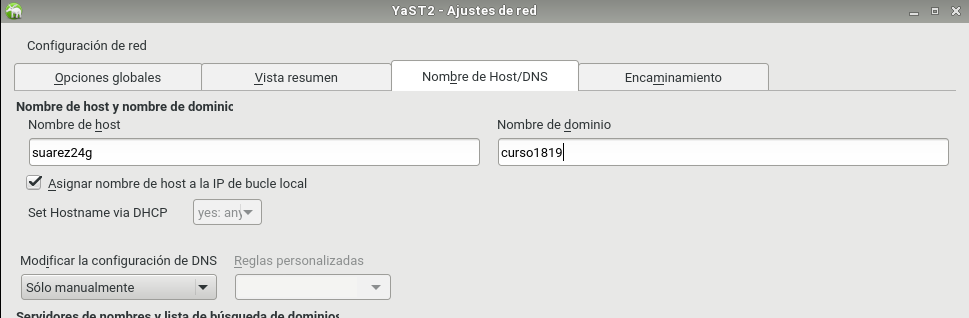 YaST2 - Ajustes de red
Configuración de red
Opciones globales Vista resumen Nombre de Host/DNS Encaminamiento
Nombre de host y nombre de dominic
Nombre de host Nombre de dominio
suarez24g curso1819
Asignar nombre de host a la IP de bucle local
Set Hostname via DHCP yes: any
Modificar la configuración de DNS Reglas personalizadas
Sólo manualmente
Servidores de nombres y lista de búsqueda de dominios